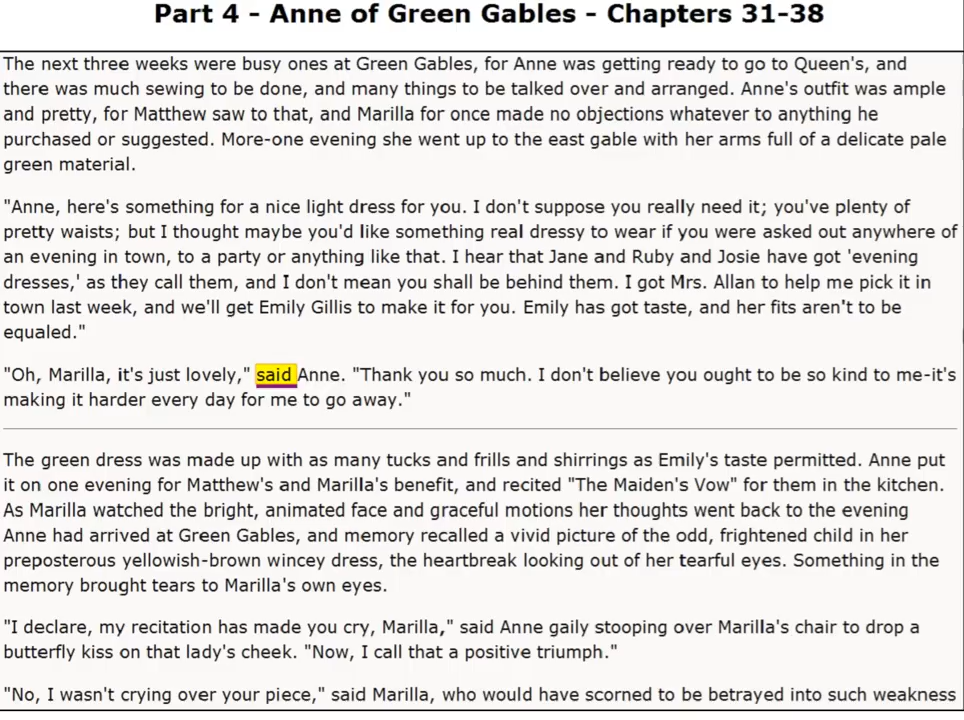 Part 4 - Anne of Green Gables - Chapters 31-38
The next three weeks were busy ones at Green Gables, for Anne was getting ready to go to Queen's, and
there was much sewing to be done, and many things to be talked over and arranged. Anne's outfit was ample
and pretty, for Matthew saw to that, and Marilla for once made no objections whatever to anything he
purchased or suggested. More-one evening she went up to the east gable with her arms full of a delicate pale
green material.
"Anne, here's something for a nice light dress for you. I don't suppose you really need it; you've plenty of
pretty waists; but I thought maybe you'd like something real dressy to wear if you were asked out anywhere of
an evening in town, to a party or anything like that. I hear that Jane and Ruby and Josie have got 'evening
dresses,' as they call them, and I don't mean you shall be behind them. I got Mrs. Allan to help me pick it in
town last week, and we'll get Emily Gillis to make it for you. Emily has got taste, and her fits aren't to be
equaled."
"Oh, Marilla, it's just lovely," said Anne. "Thank you so much. I don't believe you ought to be so kind to me-it's
making it harder every day for me to go away."
The green dress was made up with as many tucks and frills and shirrings as Emily's taste permitted. Anne put
it on one evening for Matthew's and Marilla's benefit, and recited "The Maiden's Vow" for them in the kitchen.
As Marilla watched the bright, animated face and graceful motions her thoughts went back to the evening
Anne had arrived at Green Gables, and memory recalled a vivid picture of the odd, frightened child in her
preposterous yellowish-brown wincey dress, the heartbreak looking out of her tearful eyes. Something in the
memory brought tears to Marilla's own eyes.
"I declare, my recitation has made you cry, Marilla," said Anne gaily stooping over Marilla's chair to drop a
butterfly kiss on that lady's cheek. "Now, I call that a positive triumph."
"No, I wasn't crying over your piece," said Marilla, who would have scorned to be betrayed into such weakness